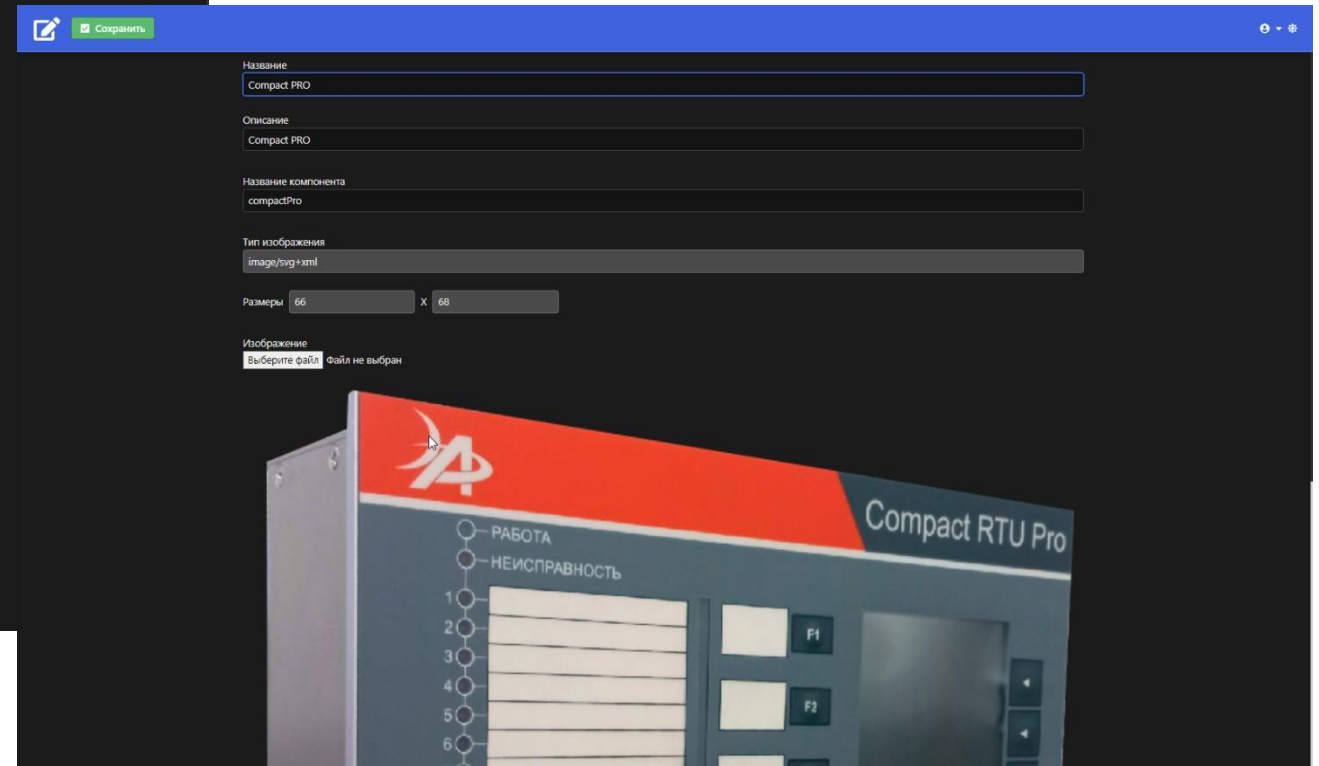 Сохранить
Название
Compact PRO
Описание
Compact PRO
Название компонента
compactPro
Тип изображения
image/svg+xml
Размеры 66 X 68
Изображение
Выберите файл Файл не выбран
Compact RTU Pro
РАБОТА
НЕИСПРАВНОСТЬ
1
2 F1
3
4
5 F2
6